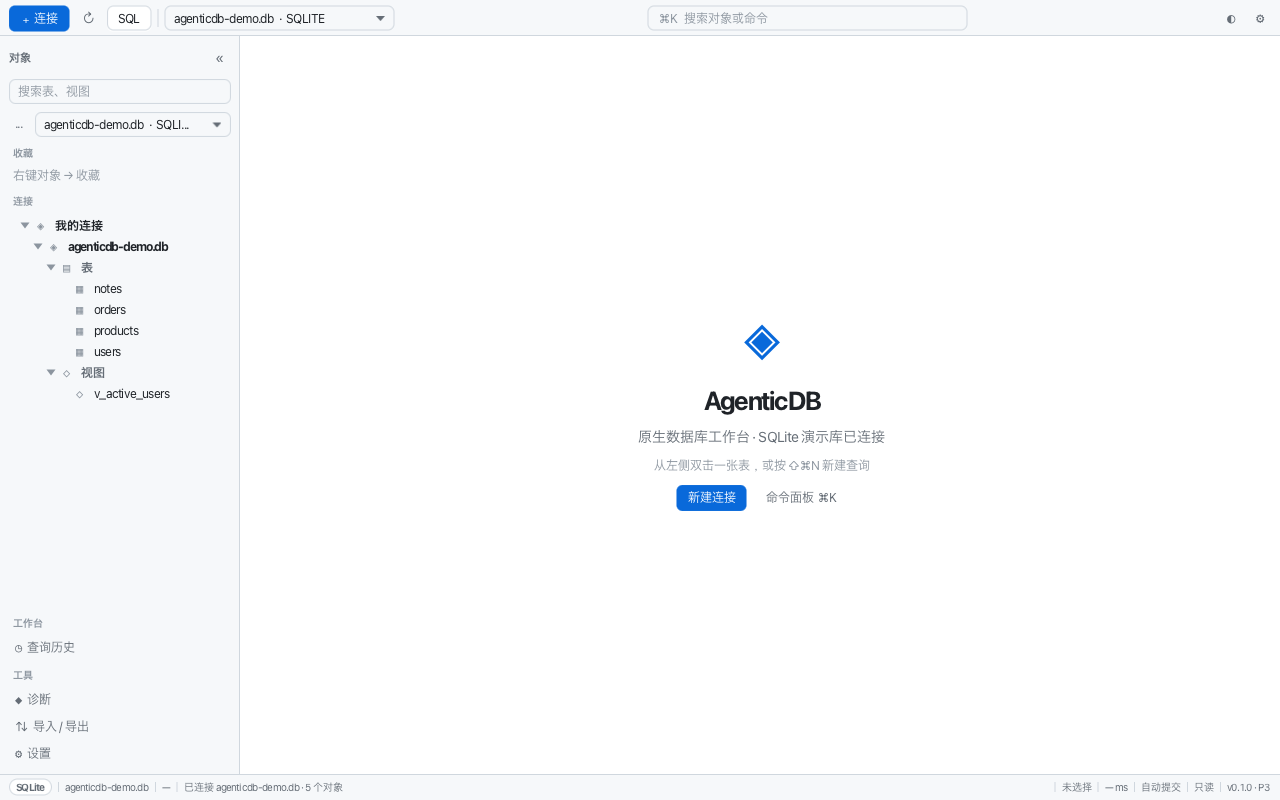 + 连接 SQL agenticdb-demo.db · SQLITE ⌘K 搜索对象或命令
对象 «
搜索表、视图
... agenticdb-demo.db · SQLI...
收藏
右键对象 → 收藏
连接
我的连接
agenticdb-demo.db
表
notes
orders
products
users
视图
v_active_users
工作台
查询历史
工具
诊断
导入 / 导出
设置
AgenticDB
原生数据库工作台 · SQLite 演示库已连接
从左侧双击一张表，或按 ⇧⌘N 新建查询
新建连接 命令面板 ⌘K
SQLite agenticdb-demo.db — 已连接 agenticdb-demo.db · 5 个对象 未选择 — ms 自动提交 只读 v0.1.0 · P3